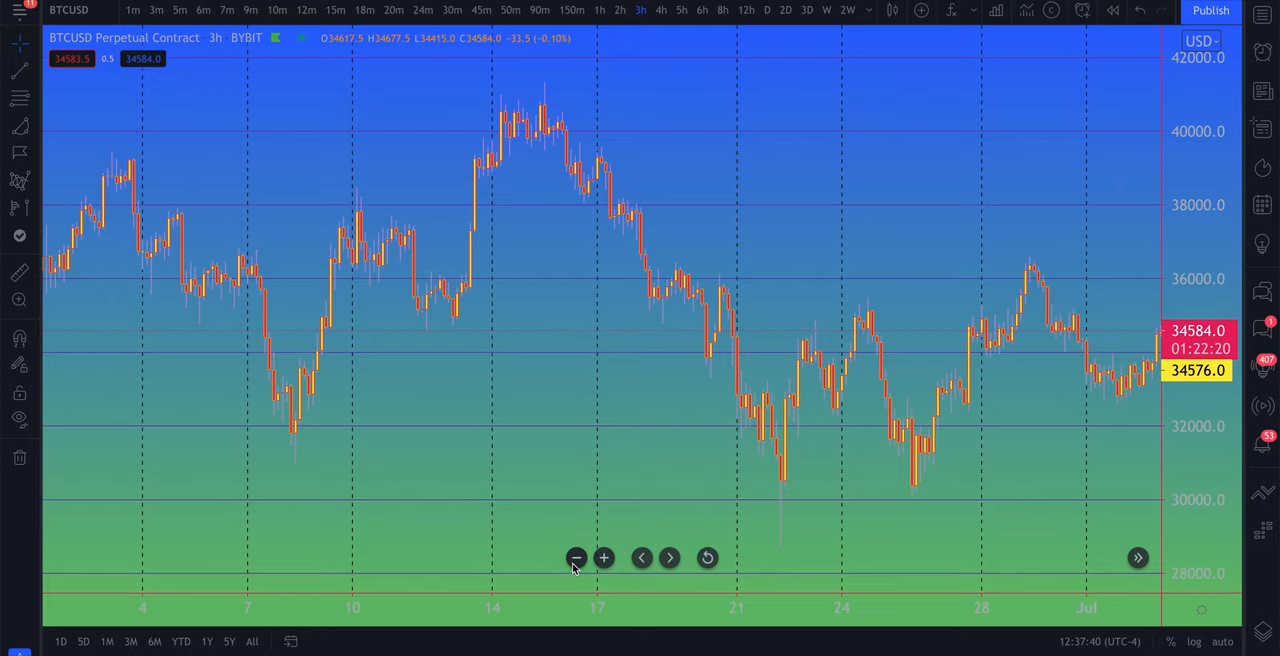 11
BTCUSD 1m 3m 5m 6m 7m 9m 10m 12m 15m 18m 20m 24m 30m 45m 50m 90m 150m 1h 2h 3h 4h 5h 6h 8h 12h D 2D 3D W 2W Publish
BTCUSD Perpetual Contract · 3h · BYBIT O34617.5 H34677.5 L34415.0 C34584.0 −33.5 (−0.10%)
34583.5 0.5 34584.0
USD
42000.0
40000.0
38000.0
36000.0
34584.0
01:22:20
34576.0
32000.0
30000.0
28000.0
1
407
53
4 7 10 14 17 21 24 28 Jul
1D 5D 1M 3M 6M YTD 1Y 5Y All 12:37:40 (UTC-4) % log auto